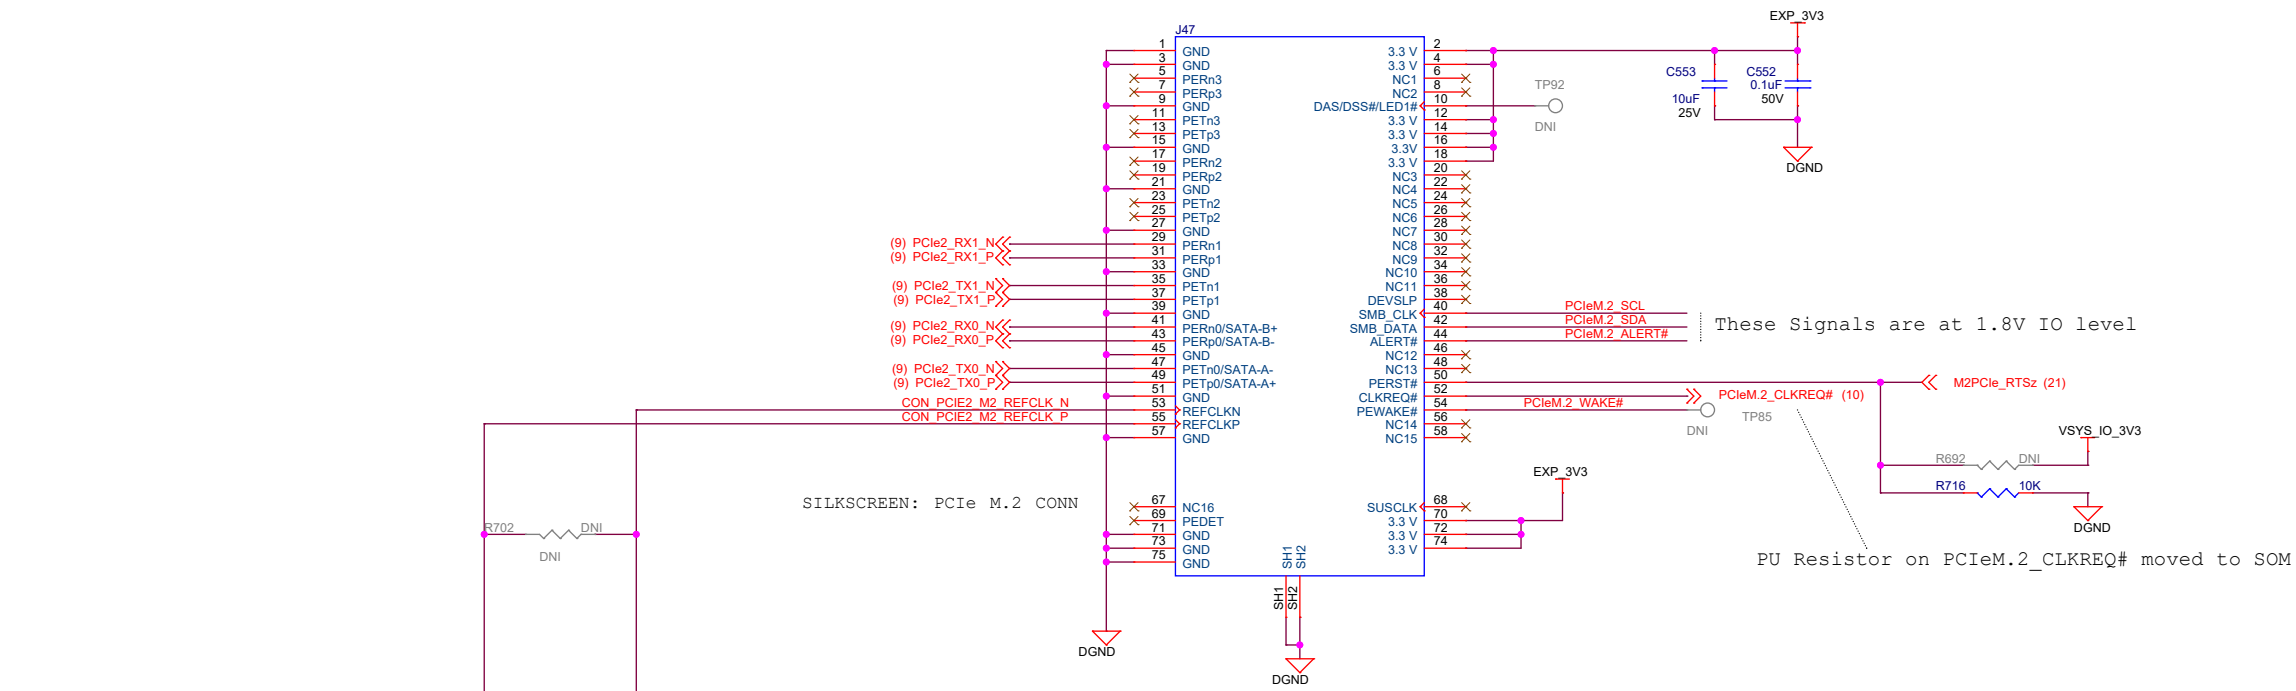 EXP_3V3
J47
1 GND 3.3 V 2
3 GND 3.3 V 4
5 PERn3 NC1 6
7 PERp3 NC2 8
9 GND DAS/DSS#/LED1# 10
11 PETn3 3.3 V 12
13 PETp3 3.3 V 14
15 GND 3.3V 16
17 PERn2 3.3 V 18
19 PERp2 NC3 20
21 GND NC4 22
23 PETn2 NC5 24
25 PETp2 NC6 26
27 GND NC7 28
(9) PCIe2_RX1_N 29 PERn1 NC8 30
(9) PCIe2_RX1_P 31 PERp1 NC9 32
33 GND NC10 34
(9) PCIe2_TX1_N 35 PETn1 NC11 36
(9) PCIe2_TX1_P 37 PETp1 DEVSLP 38
39 GND SMB_CLK 40 PCIeM.2_SCL
(9) PCIe2_RX0_N 41 PERn0/SATA-B+ SMB_DATA 42 PCIeM.2_SDA
(9) PCIe2_RX0_P 43 PERp0/SATA-B- ALERT# 44 PCIeM.2_ALERT#
45 GND NC12 46
(9) PCIe2_TX0_N 47 PETn0/SATA-A- NC13 48
(9) PCIe2_TX0_P 49 PETp0/SATA-A+ PERST# 50 M2PCIe_RTSz (21)
51 GND CLKREQ# 52 PCIeM.2_CLKREQ# (10)
CON_PCIE2_M2_REFCLK_N 53 REFCLKN PEWAKE# 54 PCIeM.2_WAKE#
CON_PCIE2_M2_REFCLK_P 55 REFCLKP NC14 56
57 GND NC15 58
67 NC16 SUSCLK 68
69 PEDET 3.3 V 70
71 GND 3.3 V 72
73 GND 3.3 V 74
75 GND
SH1 SH2
SH1 SH2
DGND
DGND
C553 C552
10uF 0.1uF
25V 50V
DGND
TP92
DNI
These Signals are at 1.8V IO level
TP85
DNI
VSYS_IO_3V3
R692 DNI
R716 10K
DGND
EXP_3V3
PU Resistor on PCIeM.2_CLKREQ# moved to SOM
SILKSCREEN: PCIe M.2 CONN
R702 DNI
DNI